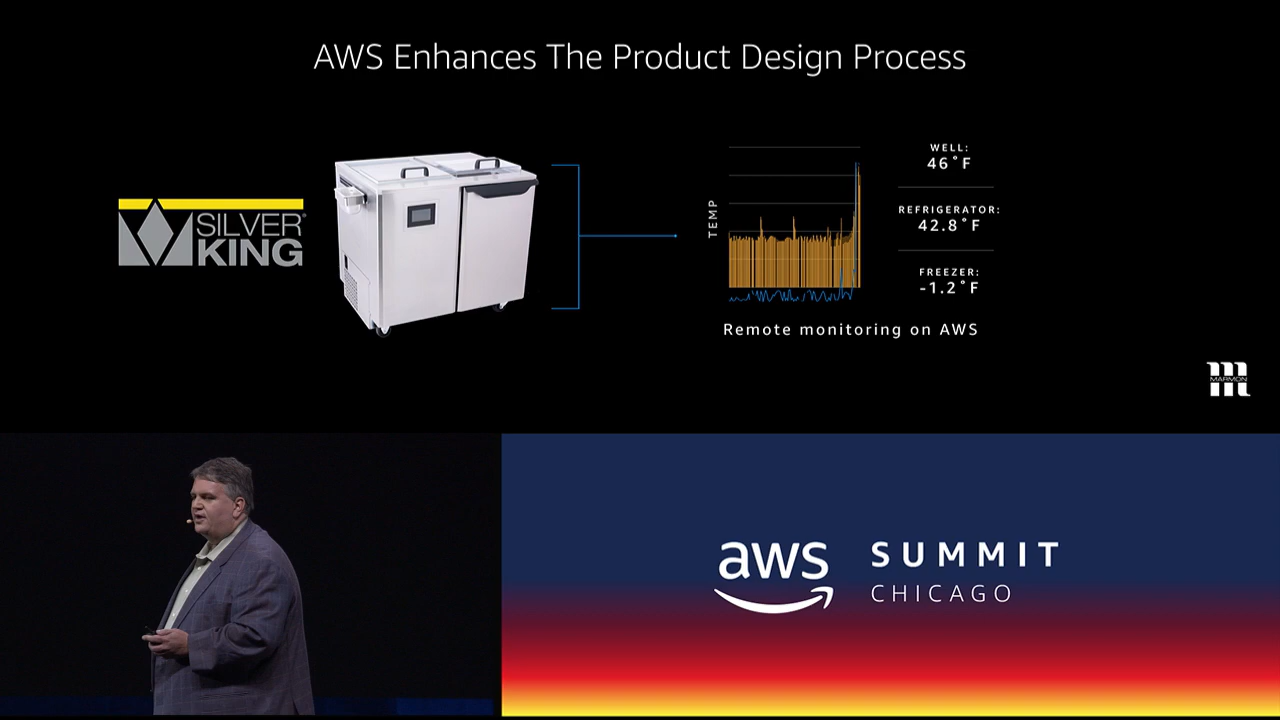 AWS Enhances The Product Design Process
SILVER
KING
TEMP
WELL:
46°F
REFRIGERATOR:
42.8°F
FREEZER:
-1.2°F
Remote monitoring on AWS
MARMON
aws
SUMMIT
CHICAGO